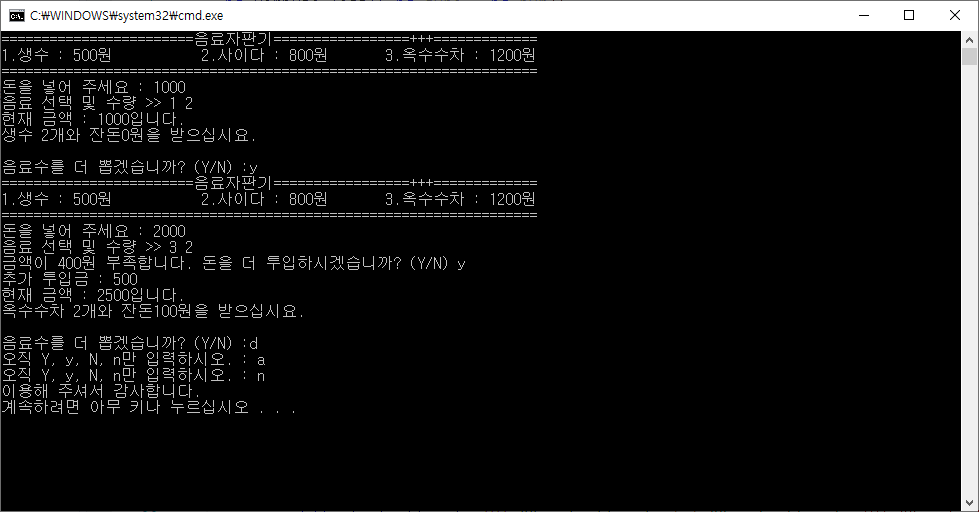 C:₩WINDOWS₩system32₩cmd.exe
========================음료자판기=================+++=============
1.생수 : 500원 2.사이다 : 800원 3.옥수수차 : 1200원
===================================================================
돈을 넣어 주세요 : 1000
음료 선택 및 수량 >> 1 2
현재 금액 : 1000입니다.
생수 2개와 잔돈0원을 받으십시요.
음료수를 더 뽑겠습니까? (Y/N) :y
========================음료자판기=================+++=============
1.생수 : 500원 2.사이다 : 800원 3.옥수수차 : 1200원
===================================================================
돈을 넣어 주세요 : 2000
음료 선택 및 수량 >> 3 2
금액이 400원 부족합니다. 돈을 더 투입하시겠습니까? (Y/N) y
추가 투입금 : 500
현재 금액 : 2500입니다.
옥수수차 2개와 잔돈100원을 받으십시요.
음료수를 더 뽑겠습니까? (Y/N) :d
오직 Y, y, N, n만 입력하시오. : a
오직 Y, y, N, n만 입력하시오. : n
이용해 주셔서 감사합니다.
계속하려면 아무 키나 누르십시오 . . .